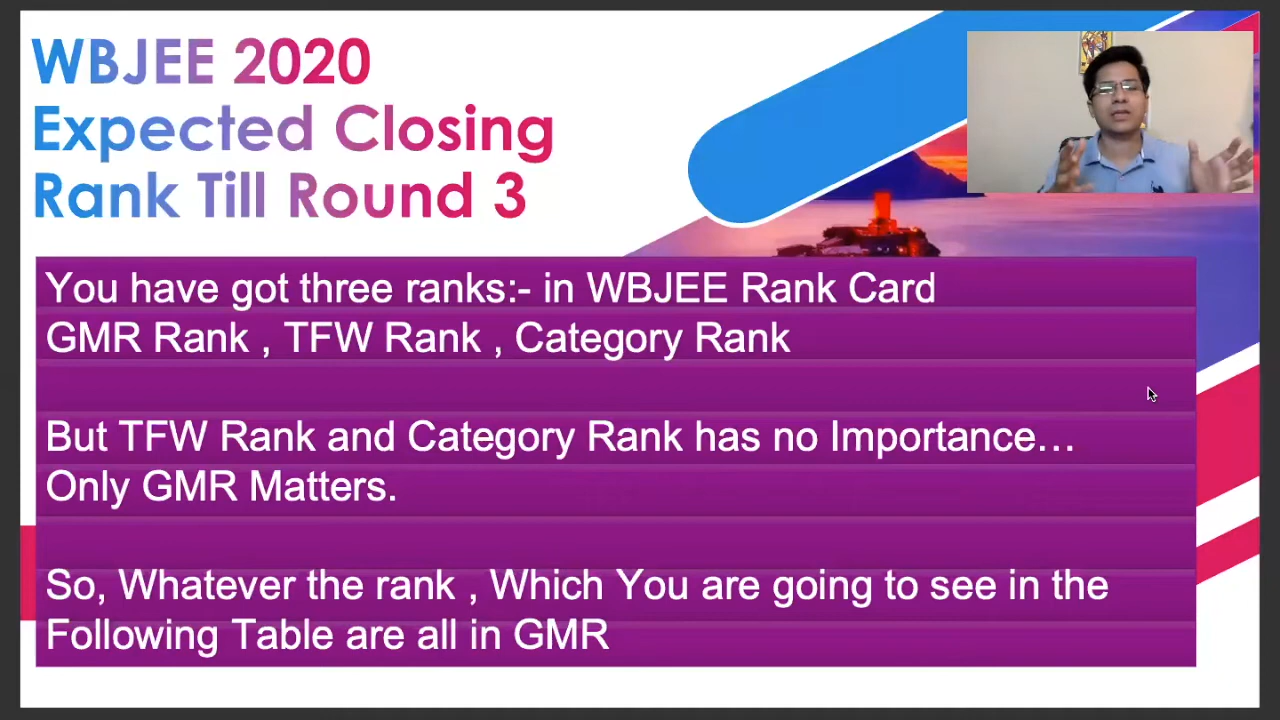 WBJEE 2020
Expected Closing
Rank Till Round 3
You have got three ranks:- in WBJEE Rank Card
GMR Rank , TFW Rank , Category Rank
But TFW Rank and Category Rank has no Importance…
Only GMR Matters.
So, Whatever the rank , Which You are going to see in the
Following Table are all in GMR